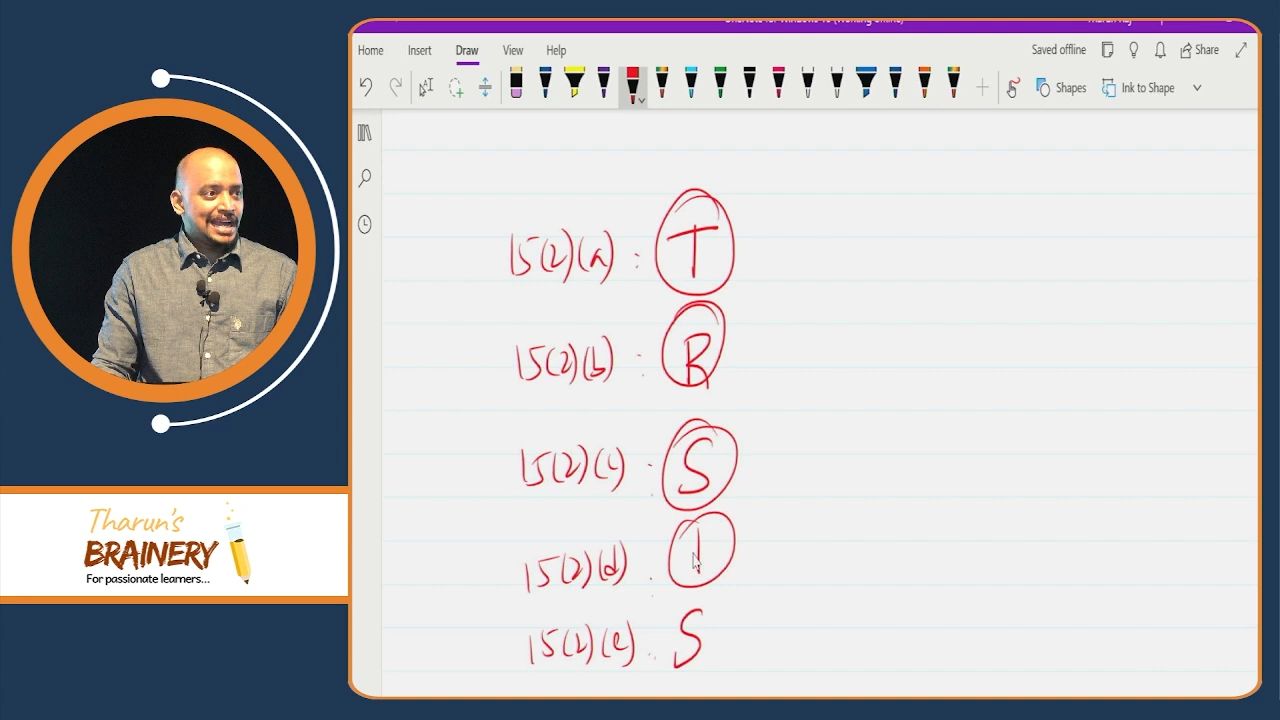 Home Insert Draw View Help Saved offline Share
Shapes Ink to Shape
15(2)(a) : T
15(2)(b) : R
15(2)(c) : S
15(2)(d) : I
15(2)(e) : S
Tharun's
BRAINERY
For passionate learners...